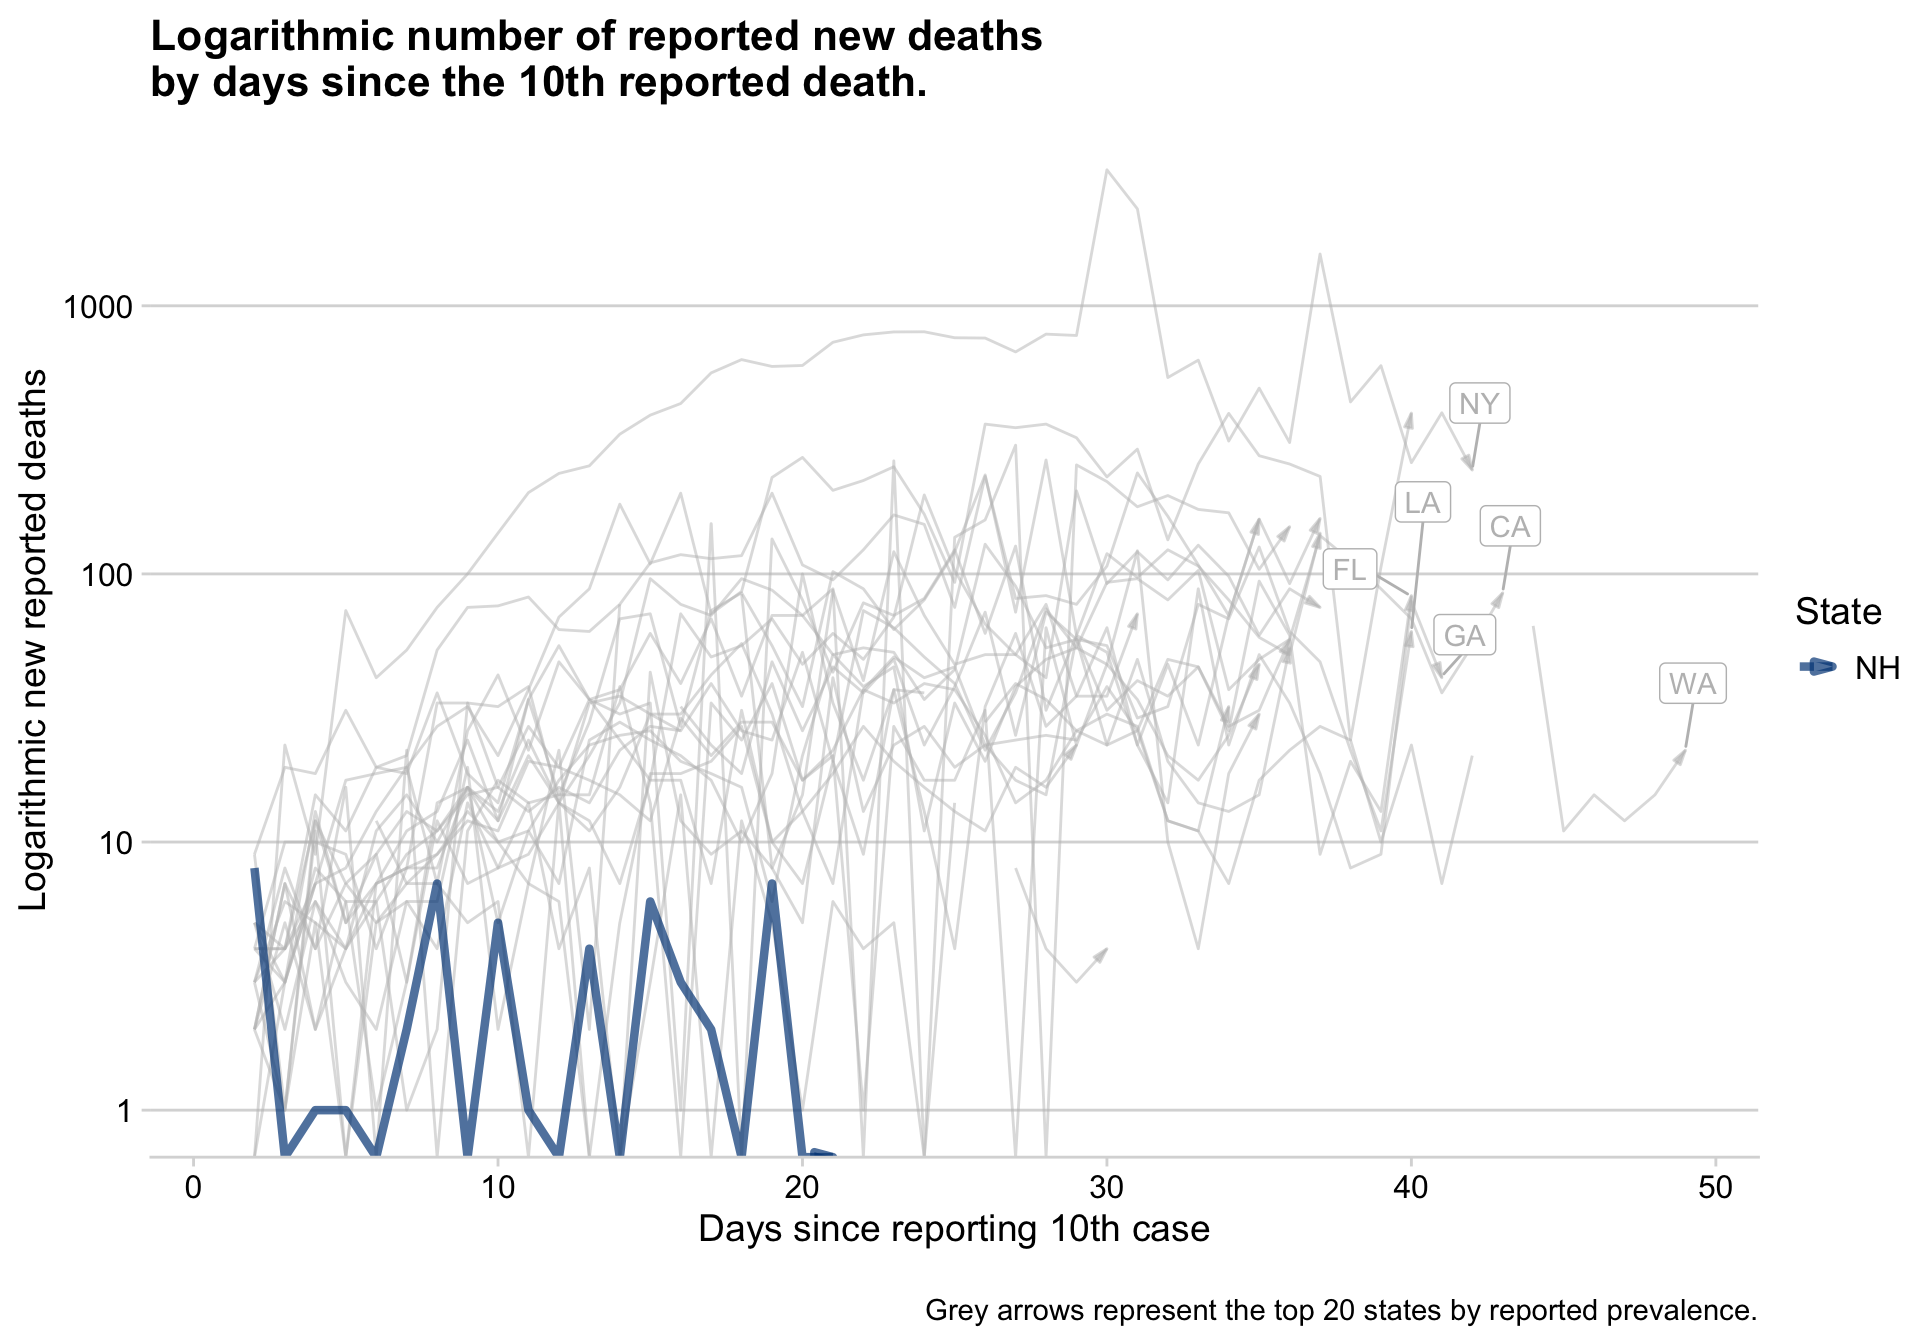 Logarithmic number of reported new deaths
by days since the 10th reported death.
Logarithmic new reported deaths
1000
100
10
1
NY
LA
CA
FL
GA
WA
State
NH
0 10 20 30 40 50
Days since reporting 10th case
Grey arrows represent the top 20 states by reported prevalence.